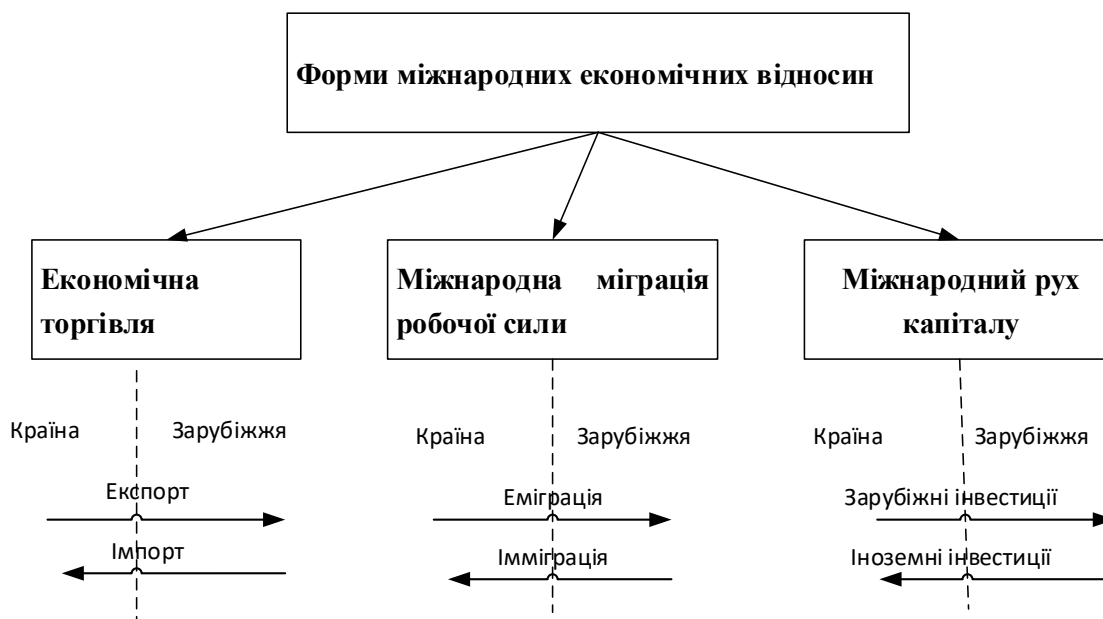 Форми міжнародних економічних відносин
Економічна
торгівля
Міжнародна міграція
робочої сили
Міжнародний рух
капіталу
Країна Зарубіжжя
Країна Зарубіжжя
Країна Зарубіжжя
Експорт
Імпорт
Еміграція
Імміграція
Зарубіжні інвестиції
Іноземні інвестиції